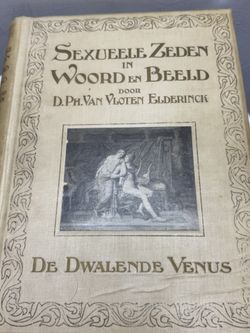 SEXUEELE ZEDEN
IN
WOORD EN BEELD
DOOR
D. PH. VAN VLOTEN ELDERINCK
DE DWALENDE VENUS